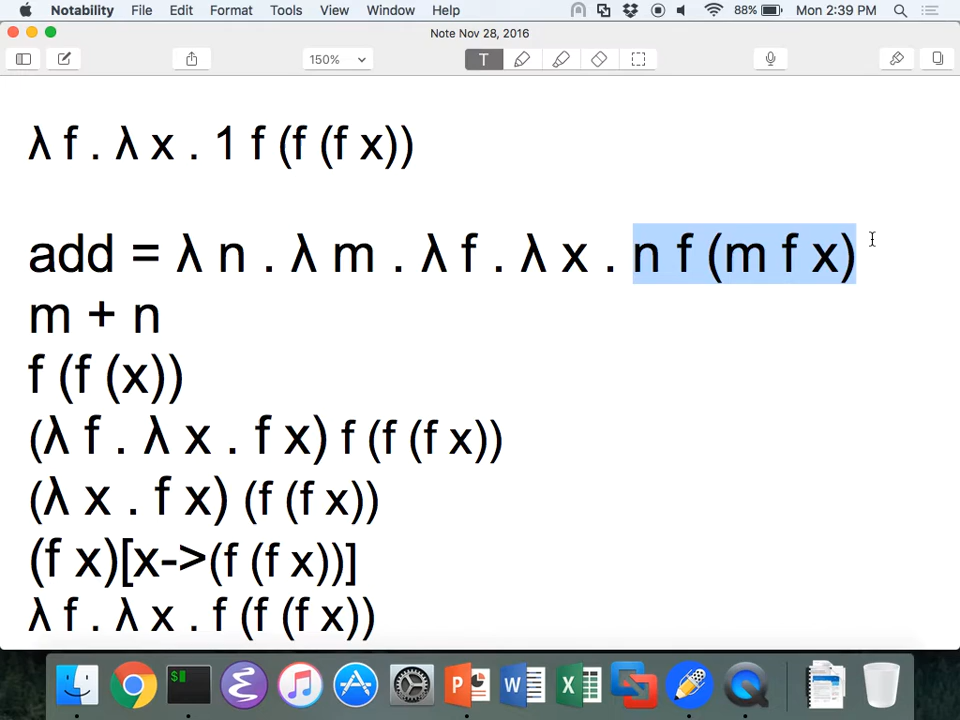 Notability File Edit Format Tools View Window Help 88% Mon 2:39 PM
Note Nov 28, 2016
150% T
λ f . λ x . 1 f (f (f x))
add = λ n . λ m . λ f . λ x . n f (m f x)
m + n
f (f (x))
(λ f . λ x . f x) f (f (f x))
(λ x . f x) (f (f x))
(f x)[x->(f (f x))]
λ f . λ x . f (f (f x))